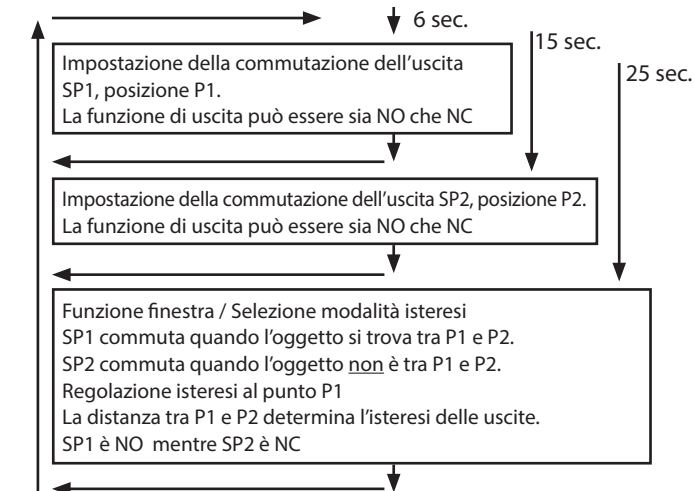 6 sec.
15 sec.
25 sec.
Impostazione della commutazione dell'uscita
SP1, posizione P1.
La funzione di uscita può essere sia NO che NC
Impostazione della commutazione dell'uscita SP2, posizione P2.
La funzione di uscita può essere sia NO che NC
Funzione finestra / Selezione modalità isteresi
SP1 commuta quando l'oggetto si trova tra P1 e P2.
SP2 commuta quando l'oggetto non è tra P1 e P2.
Regolazione isteresi al punto P1
La distanza tra P1 e P2 determina l'isteresi delle uscite.
SP1 è NO mentre SP2 è NC